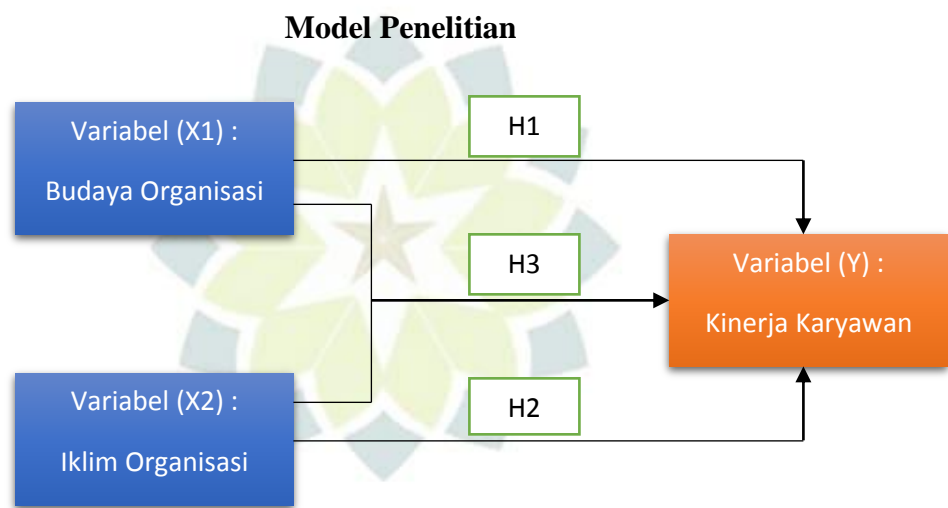 Model Penelitian
Variabel (X1) :
Budaya Organisasi
H1
H3
Variabel (Y) :
Kinerja Karyawan
Variabel (X2) :
Iklim Organisasi
H2